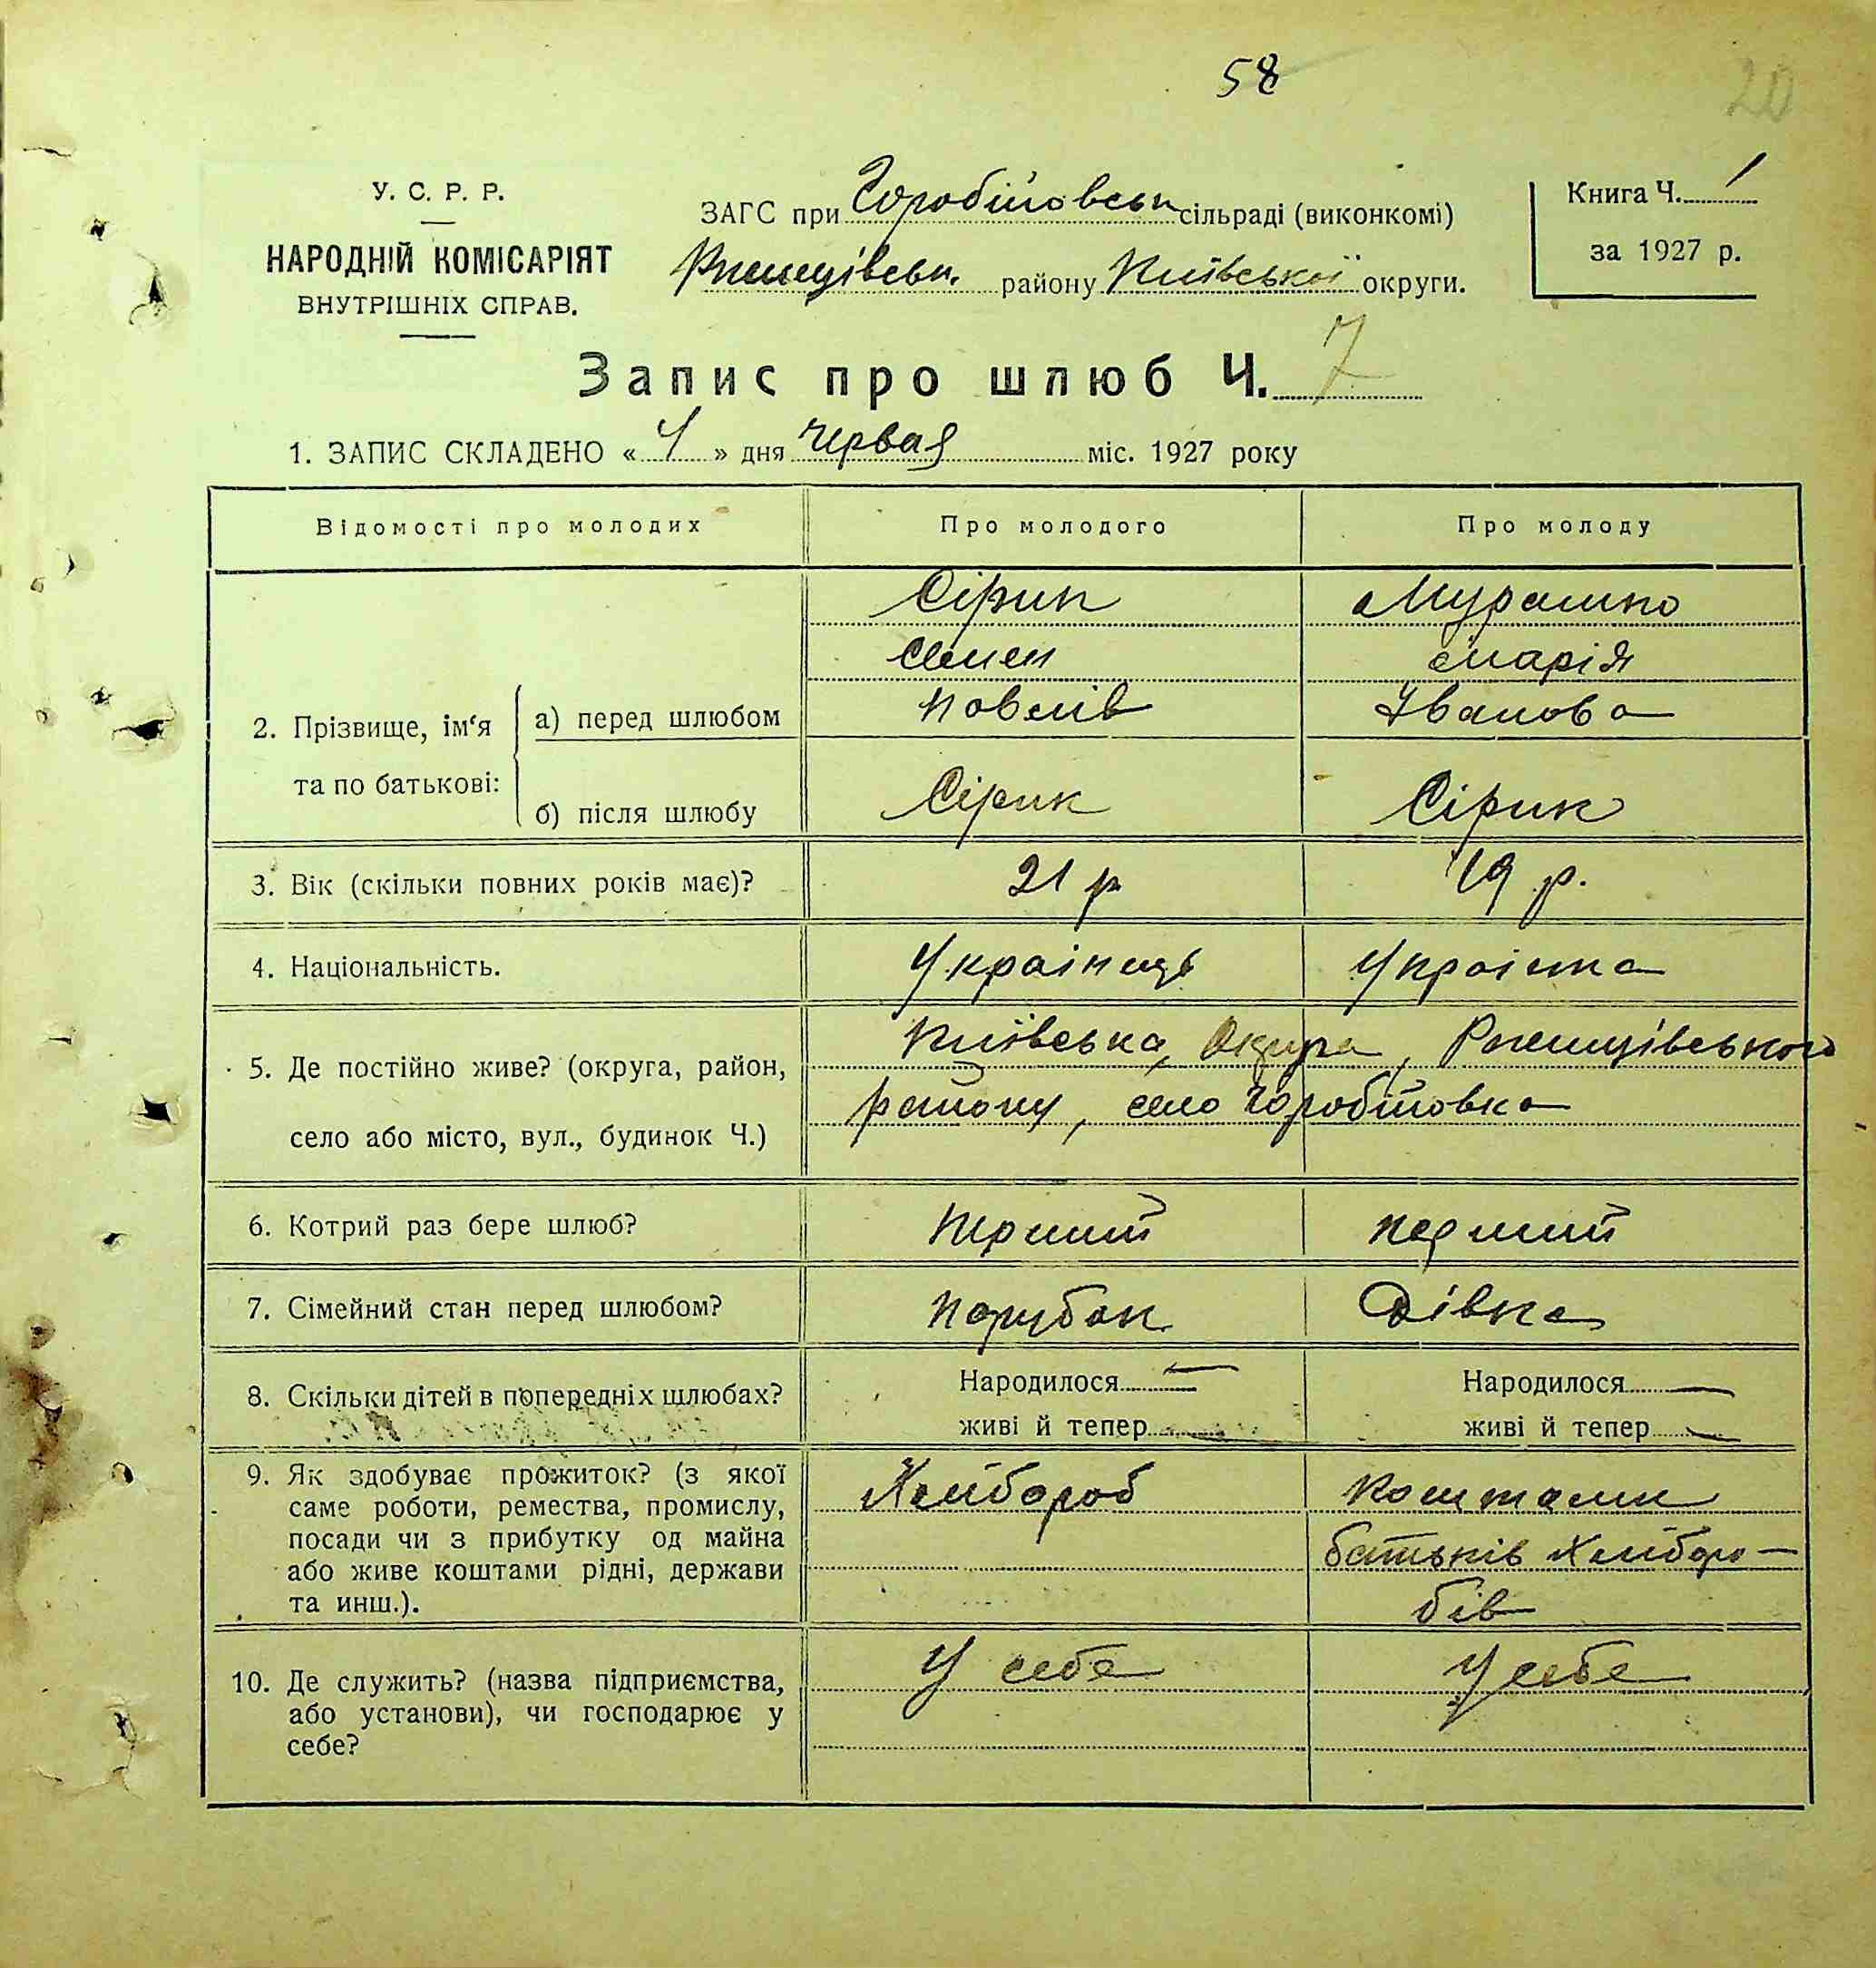 58
20
У. С. Р. Р.
НАРОДНІЙ КОМІСАРІЯТ
ВНУТРІШНІХ СПРАВ.
ЗАГС при Горобіївськ сільраді (виконкомі)
Ржищівськ. району Київської округи.
Книга Ч. 1
за 1927 р.
Запис про шлюб Ч. 7
1. ЗАПИС СКЛАДЕНО « 4 » дня червня міс. 1927 року
Відомості про молодих Про молодого Про молоду
Сірик Мурашко
Семен Марія
2. Прізвище, ім‘я та по батькові: а) перед шлюбом Павлів Іванова
б) після шлюбу Сірик Сірик
3. Вік (скільки повних років має)? 21 р 19 р.
4. Національність. Українець Українка
5. Де постійно живе? (округа, район, Київська Округа, Ржищівського
село або місто, вул., будинок Ч.) району, село Горобіївка
6. Котрий раз бере шлюб? Перший перший
7. Сімейний стан перед шлюбом? Парубок Дівка
8. Скільки дітей в попередніх шлюбах? Народилося — Народилося —
живі й тепер — живі й тепер —
9. Як здобуває прожиток? (з якої Хлібороб Коштами
саме роботи, ремества, промислу,
посади чи з прибутку од майна батьків Хліборо-
або живе коштами рідні, держави
та инш.). бів
10. Де служить? (назва підприємства, У себе У себе
або установи), чи господарює у
себе?